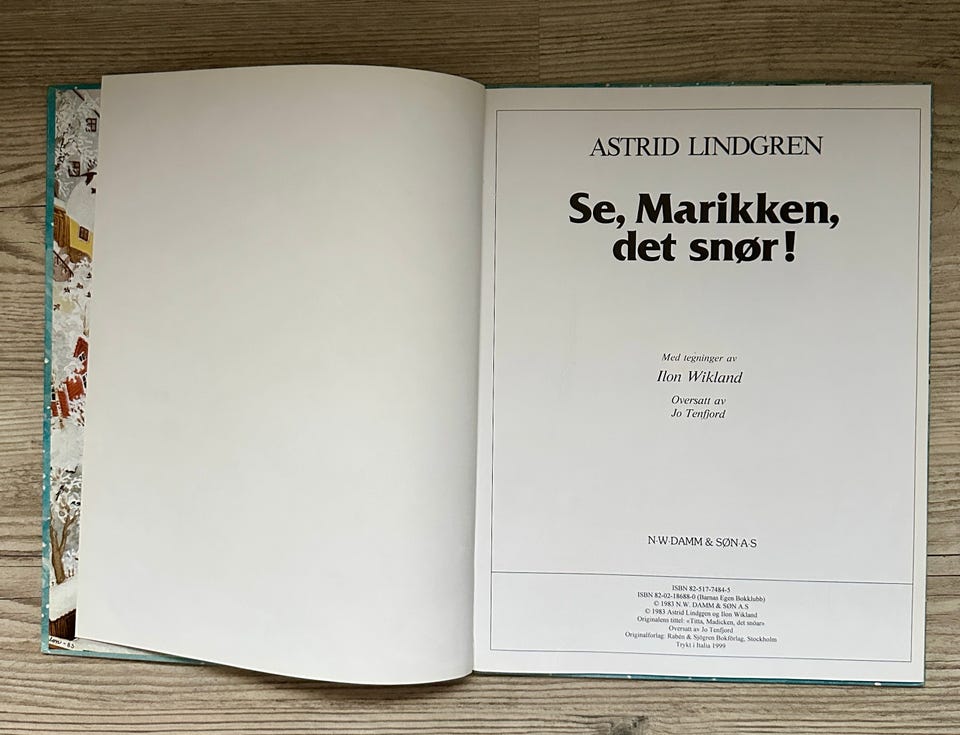 ASTRID LINDGREN
Se, Marikken,
det snør!
Med tegninger av
Ilon Wikland
Oversatt av
Jo Tenfjord
N·W·DAMM & SØN·A·S
ISBN 82-517-7484-5
ISBN 82-02-18688-0 (Barnas Egen Bokklubb)
© 1983 N.W. DAMM & SØN A.S
© 1983 Astrid Lindgren og Ilon Wikland
Originalens tittel: «Titta, Madicken, det snöar»
Oversatt av Jo Tenfjord
Originalforlag: Rabén & Sjögren Bokförlag, Stockholm
Trykt i Italia 1999